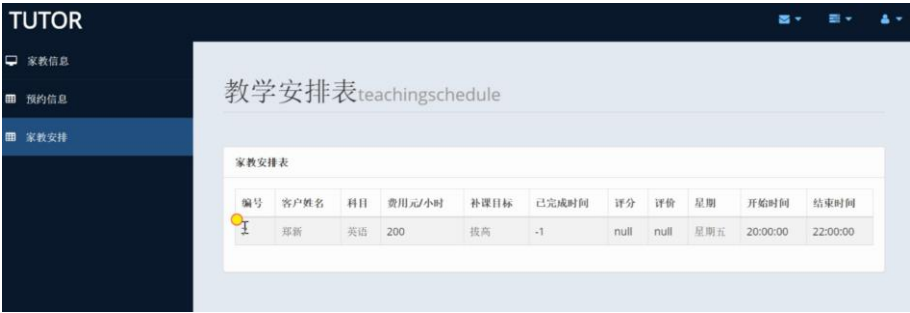 TUTOR
家教信息
预约信息
家教安排
教学安排表teachingschedule
家教安排表
编号 客户姓名 科目 费用元/小时 补课目标 已完成时间 评分 评价 星期 开始时间 结束时间
郑新 英语 200 拔高 -1 null null 星期五 20:00:00 22:00:00